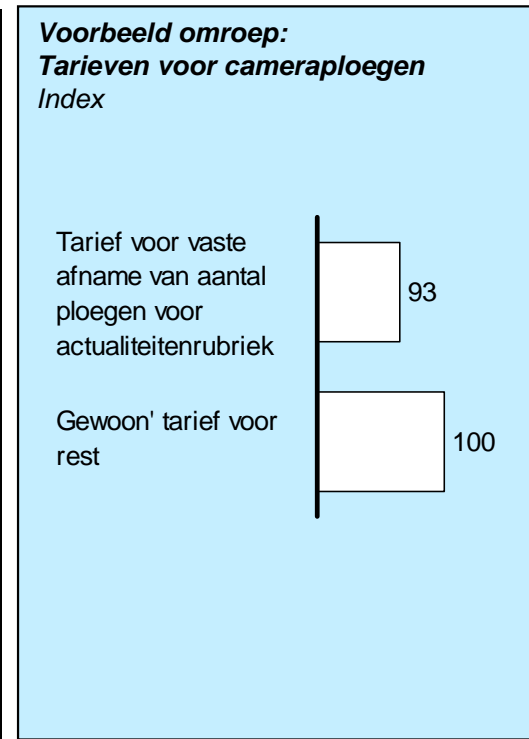 Voorbeeld omroep:
Tarieven voor cameraploegen
Index
Tarief voor vaste
afname van aantal
ploegen voor
actualiteitenrubriek
93
Gewoon' tarief voor
rest
100